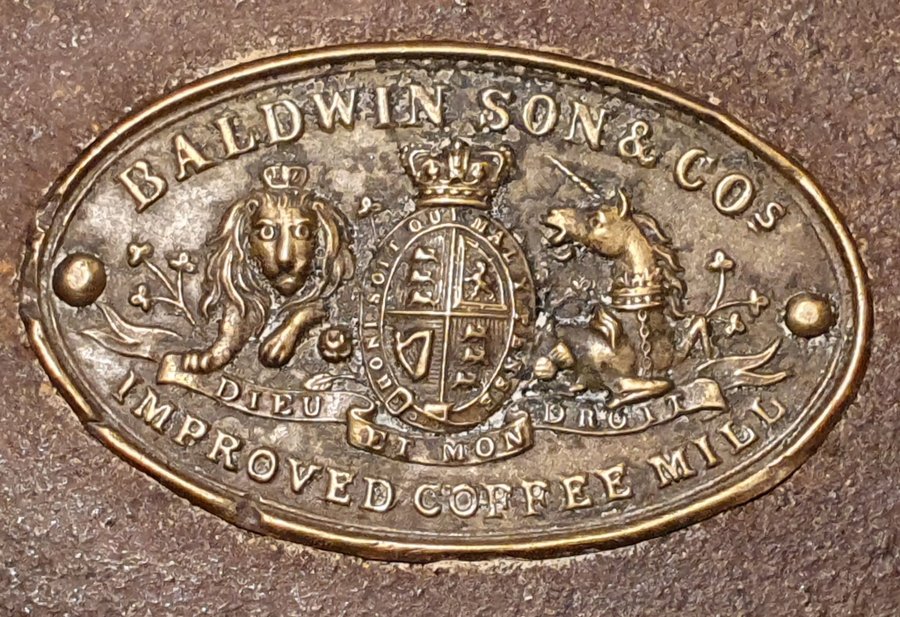 BALDWIN SON & COS
HONI SOIT QUI MAL Y PENSE
DIEU ET MON DROIT
IMPROVED COFFEE MILL